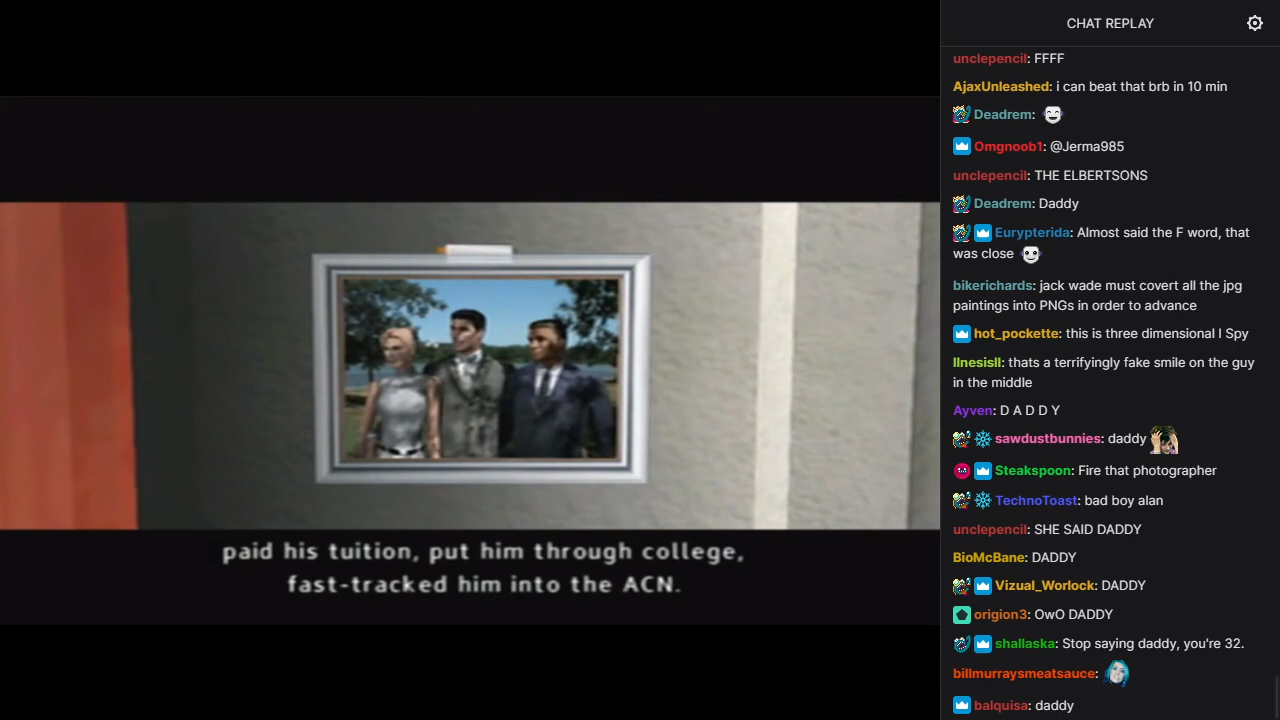 CHAT REPLAY
unclepencil: FFFF
AjaxUnleashed: i can beat that brb in 10 min
Deadrem:
Omgnoob1: @Jerma985
unclepencil: THE ELBERTSONS
Deadrem: Daddy
Eurypterida: Almost said the F word, that
was close
bikerichards: jack wade must covert all the jpg
paintings into PNGs in order to advance
hot_pockette: this is three dimensional I Spy
IInesisII: thats a terrifyingly fake smile on the guy
in the middle
Ayven: D A D D Y
sawdustbunnies: daddy
Steakspoon: Fire that photographer
TechnoToast: bad boy alan
unclepencil: SHE SAID DADDY
BioMcBane: DADDY
Vizual_Worlock: DADDY
origion3: OwO DADDY
shallaska: Stop saying daddy, you're 32.
billmurraysmeatsauce:
balquisa: daddy
paid his tuition, put him through college,
fast-tracked him into the ACN.